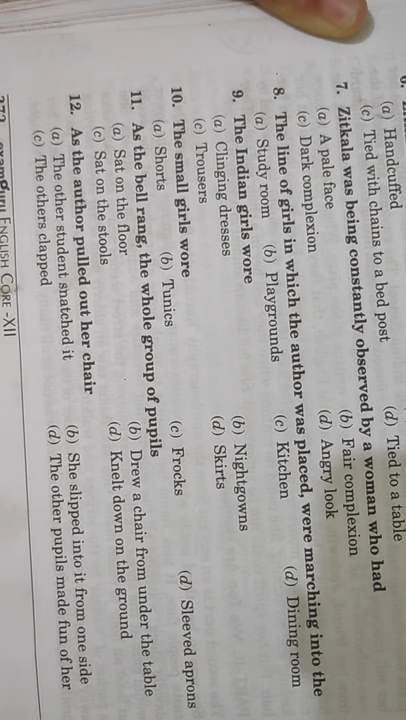 6.
(a) Handcuffed
(c) Tied with chains to a bed post (d) Tied to a table
7. Zitkala was being constantly observed by a woman who had
(a) A pale face (b) Fair complexion
(c) Dark complexion (d) Angry look
8. The line of girls in which the author was placed, were marching into the
(a) Study room (b) Playgrounds (c) Kitchen (d) Dining room
9. The Indian girls wore
(a) Clinging dresses (b) Nightgowns
(c) Trousers (d) Skirts
10. The small girls wore
(a) Shorts (b) Tunics (c) Frocks (d) Sleeved aprons
11. As the bell rang, the whole group of pupils
(a) Sat on the floor (b) Drew a chair from under the table
(c) Sat on the stools (d) Knelt down on the ground
12. As the author pulled out her chair
(a) The other student snatched it (b) She slipped into it from one side
(c) The others clapped (d) The other pupils made fun of her
ENGLISH CORE -XII